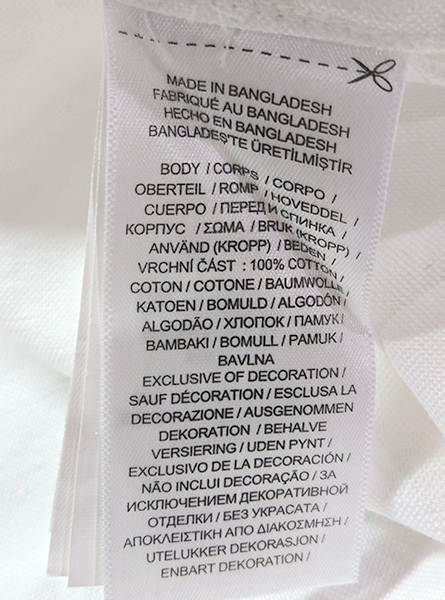 MADE IN BANGLADESH
FABRIQUÉ AU BANGLADESH
HECHO EN BANGLADESH
BANGLADEŞ'TE ÜRETİLMİŞTİR
BODY / CORPS / CORPO /
OBERTEIL / ROMP / HOVEDDEL /
CUERPO / ПЕРЕД И СПИНКА /
КОРПУС / ΣΩΜΑ / BRUK (KROPP) /
ANVÄND (KROPP) / BEDEN /
VRCHNÍ ČÁST : 100% COTTON /
COTON / COTONE / BAUMWOLLE /
KATOEN / BOMULD / ALGODÓN /
ALGODÃO / ХЛОПОК / ПАМУК /
ΒΑΜΒΑΚΙ / BOMULL / PAMUK /
BAVLNA
EXCLUSIVE OF DECORATION /
SAUF DÉCORATION / ESCLUSA LA
DECORAZIONE / AUSGENOMMEN
DEKORATION / BEHALVE
VERSIERING / UDEN PYNT /
EXCLUSIVO DE LA DECORACIÓN /
NÃO INCLUI DECORAÇÃO / ЗА
ИСКЛЮЧЕНИЕМ ДЕКОРАТИВНОЙ
ОТДЕЛКИ / БЕЗ УКРАСАТА /
ΑΠΟΚΛΕΙΣΤΙΚΗ ΑΠΟ ΔΙΑΚΟΣΜΗΣΗ /
UTELUKKER DEKORASJON /
ENBART DEKORATION /